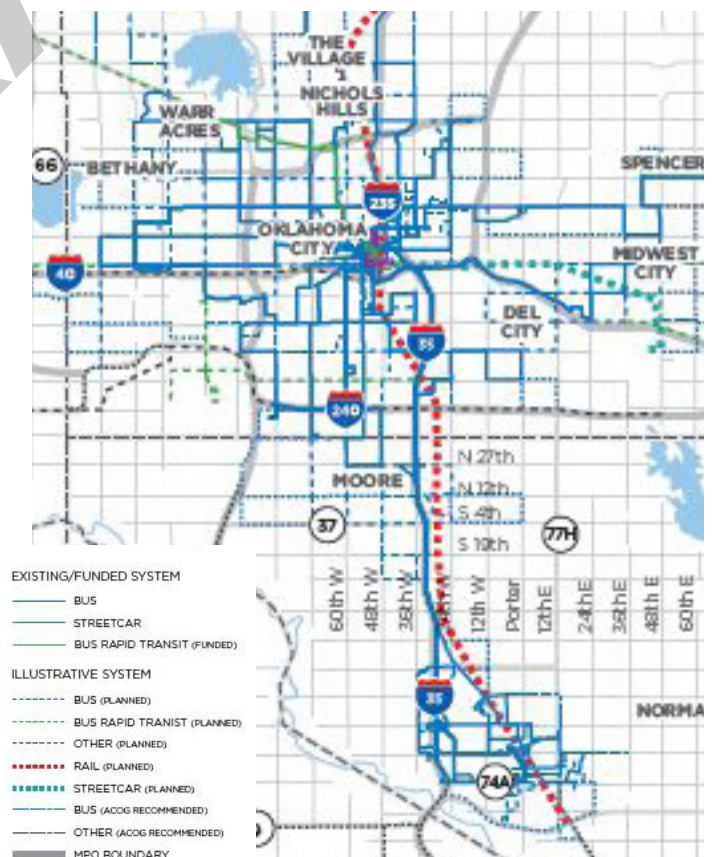 THE
VILLAGE
NICHOLS
HILLS
WARR
ACRES
66
BETHANY
SPENCER
235
OKLAHOMA
CITY
MIDWEST
CITY
40
DEL
CITY
35
240
N 27th
MOORE
N 12th
S 4th
37
77H
S 19th
60th W
48th W
36th W
12th W
Porter
12th E
24th E
36th E
48th E
60th E
35
NORMA
74A
EXISTING/FUNDED SYSTEM
BUS
STREETCAR
BUS RAPID TRANSIT (FUNDED)
ILLUSTRATIVE SYSTEM
BUS (PLANNED)
BUS RAPID TRANSIST (PLANNED)
OTHER (PLANNED)
RAIL (PLANNED)
STREETCAR (PLANNED)
BUS (ACOG RECOMMENDED)
OTHER (ACOG RECOMMENDED)
MPO BOUNDARY